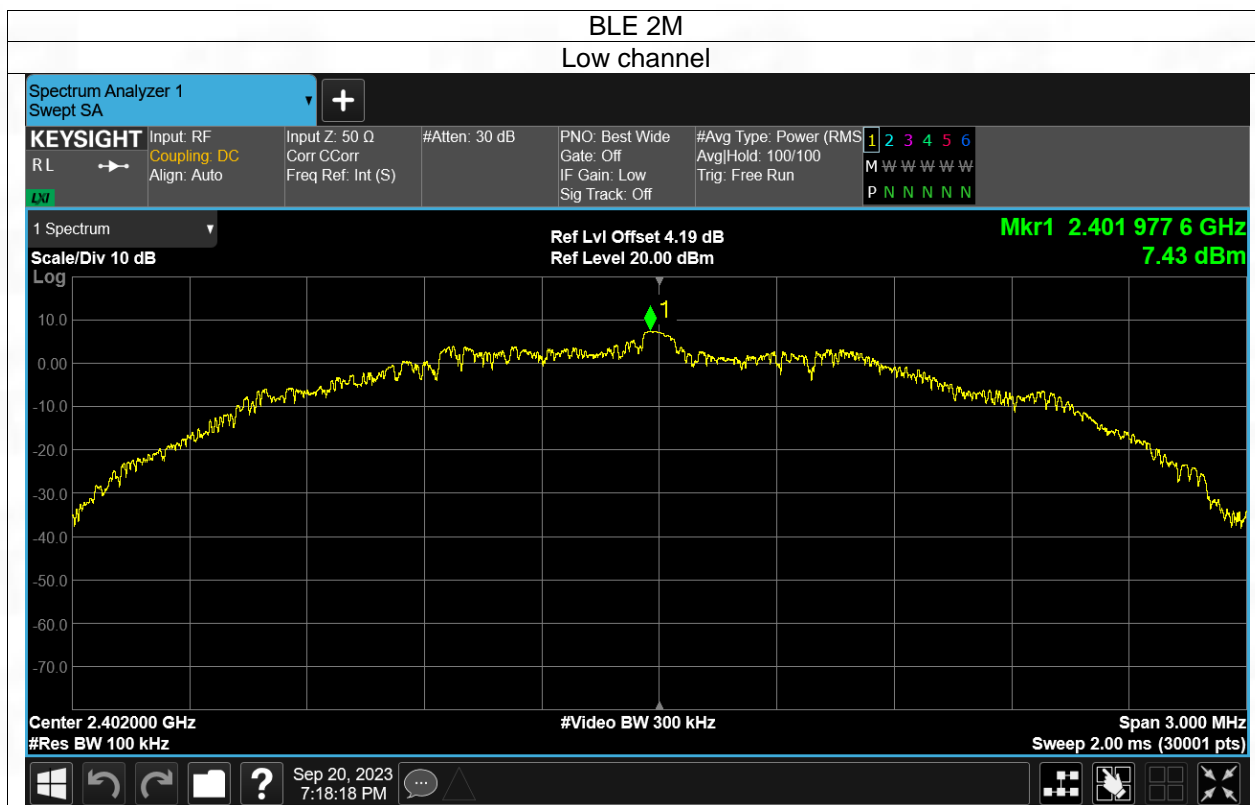 BLE 2M
Low channel
Spectrum Analyzer 1
Swept SA
KEYSIGHT
R L
LXI
Input: RF
Coupling: DC
Align: Auto
Input Z: 50 Ω
Corr CCorr
Freq Ref: Int (S)
#Atten: 30 dB
PNO: Best Wide
Gate: Off
IF Gain: Low
Sig Track: Off
#Avg Type: Power (RMS
Avg|Hold: 100/100
Trig: Free Run
1 2 3 4 5 6
M W W W W W
P N N N N N
1 Spectrum
Scale/Div 10 dB
Log
Ref Lvl Offset 4.19 dB
Ref Level 20.00 dBm
Mkr1 2.401 977 6 GHz
7.43 dBm
1
10.0
0.00
-10.0
-20.0
-30.0
-40.0
-50.0
-60.0
-70.0
Center 2.402000 GHz
#Res BW 100 kHz
#Video BW 300 kHz
Span 3.000 MHz
Sweep 2.00 ms (30001 pts)
?
Sep 20, 2023
7:18:18 PM